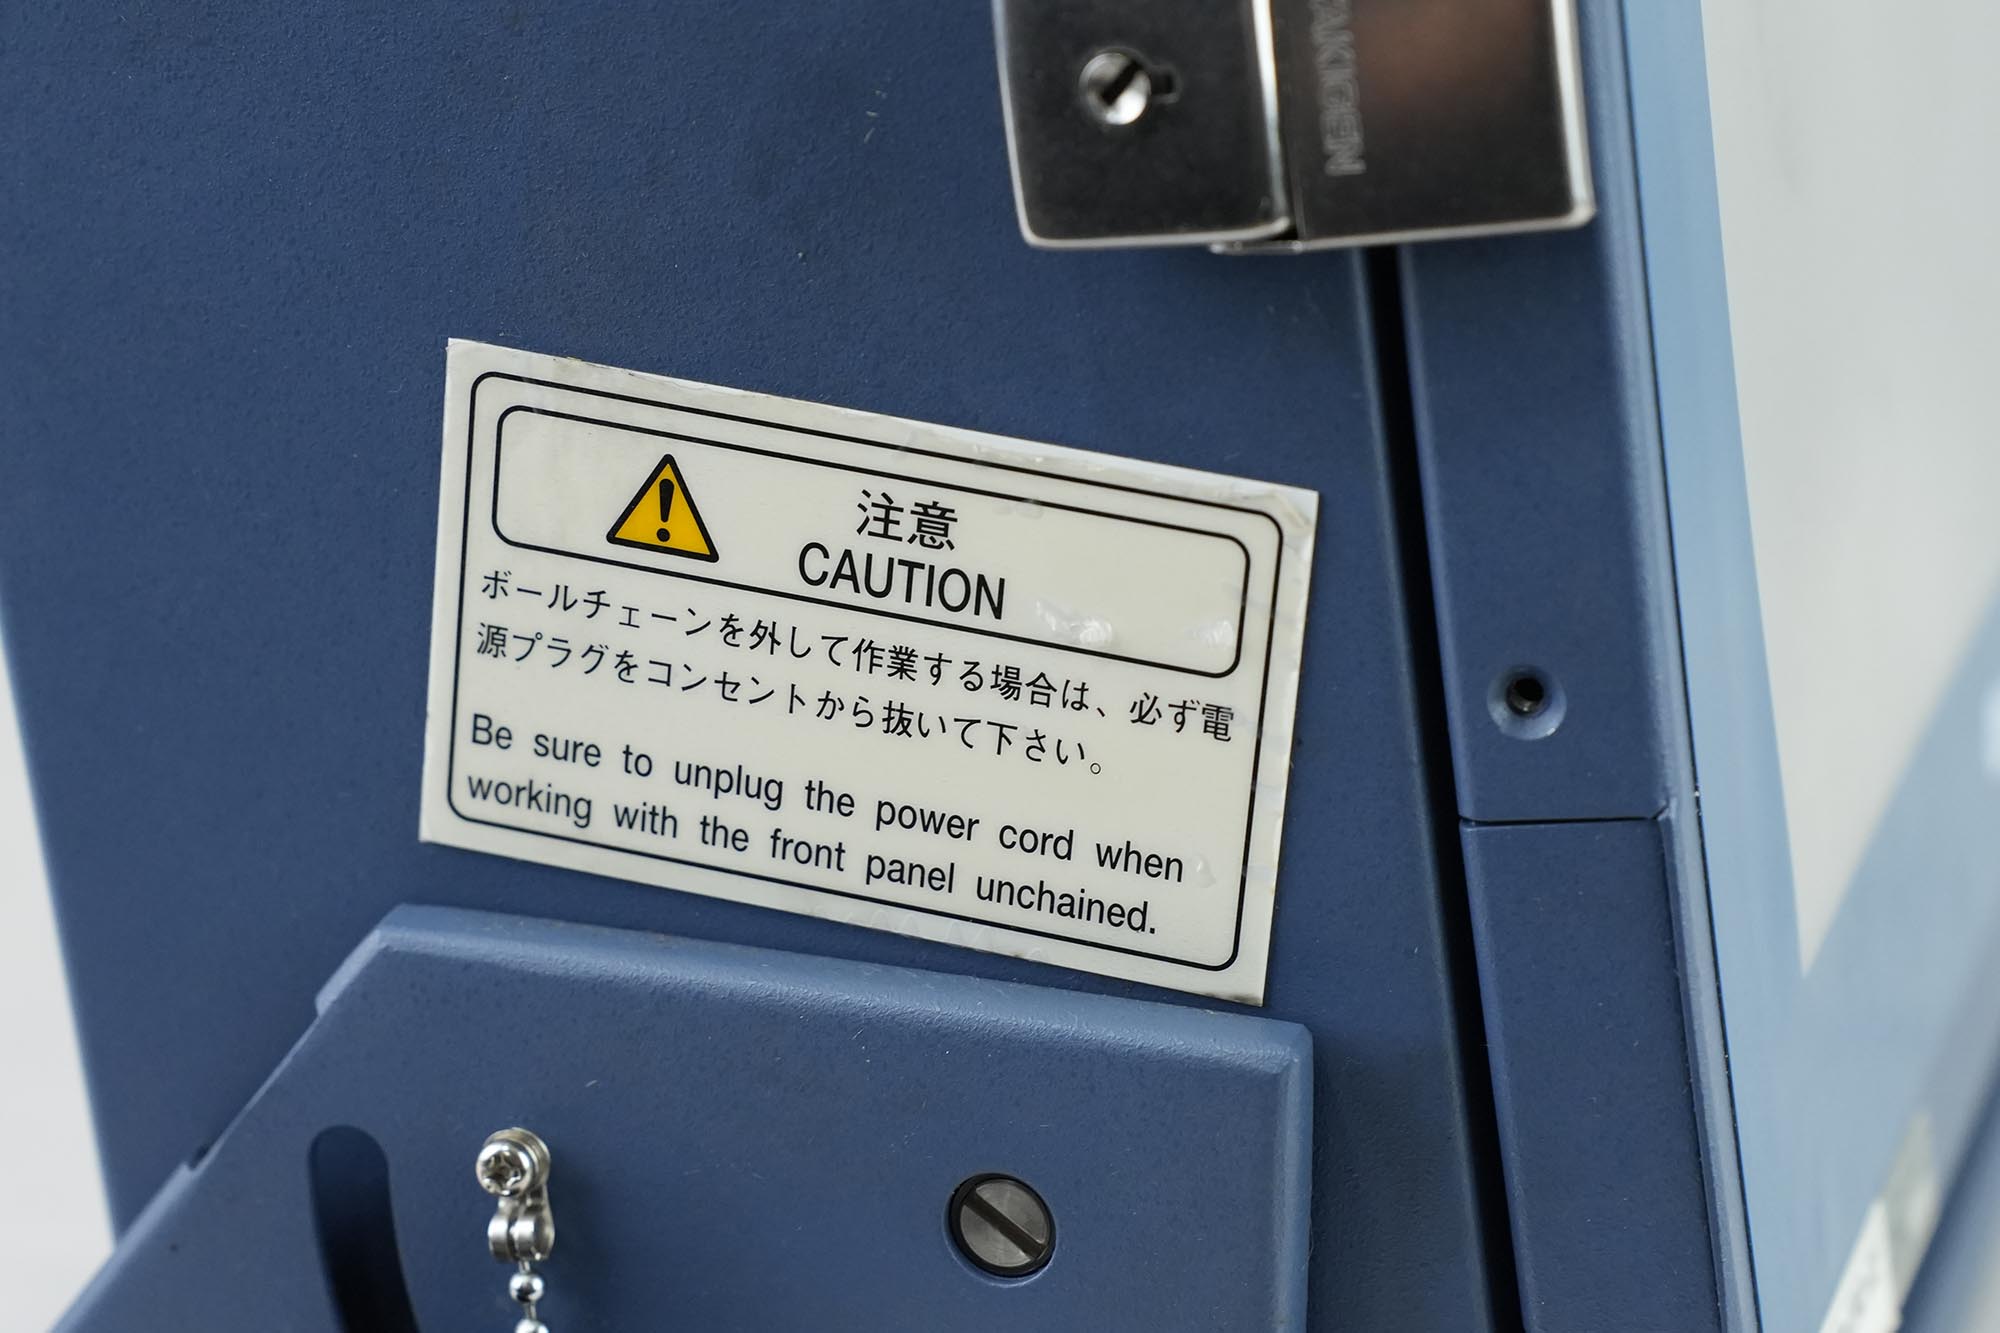 TAKIGEN
注意
CAUTION
ボールチェーンを外して作業する場合は、必ず電
源プラグをコンセントから抜いて下さい。
Be sure to unplug the power cord when
working with the front panel unchained.